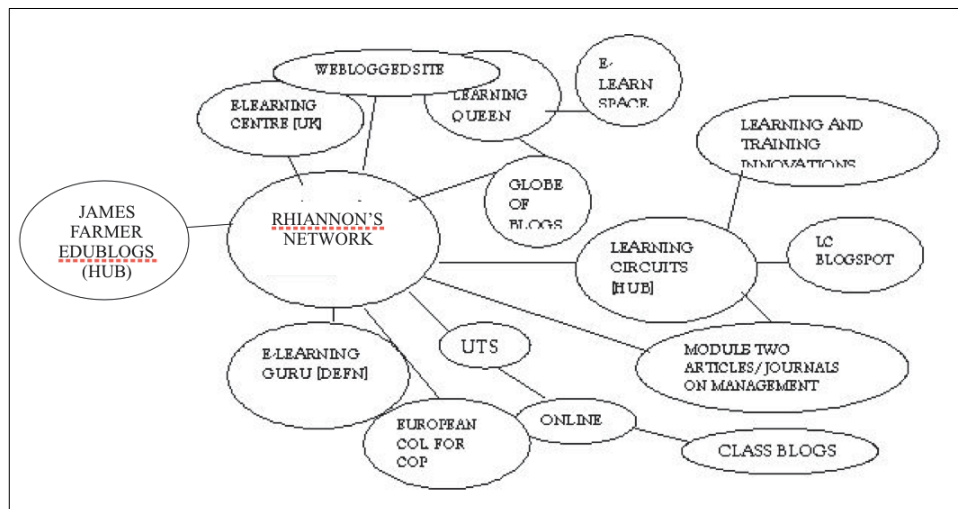 WEBLOGGED SITE
E-LEARNING
CENTRE [UK]
LEARNING
QUEEN
E-
LEARN
SPACE
LEARNING AND
TRAINING
INNOVATIONS
JAMES
FARMER
EDUBLOGS
(HUB)
RHIANNON'S
NETWORK
GLOBE
OF
BLOGS
LEARNING
CIRCUITS
[HUB]
LC
BLOGSPOT
E-LEARNING
GURU [DEFN]
UTS
MODULE TWO
ARTICLES/JOURNALS
ON MANAGEMENT
EUROPEAN
COL FOR
COP
ONLINE
CLASS BLOGS